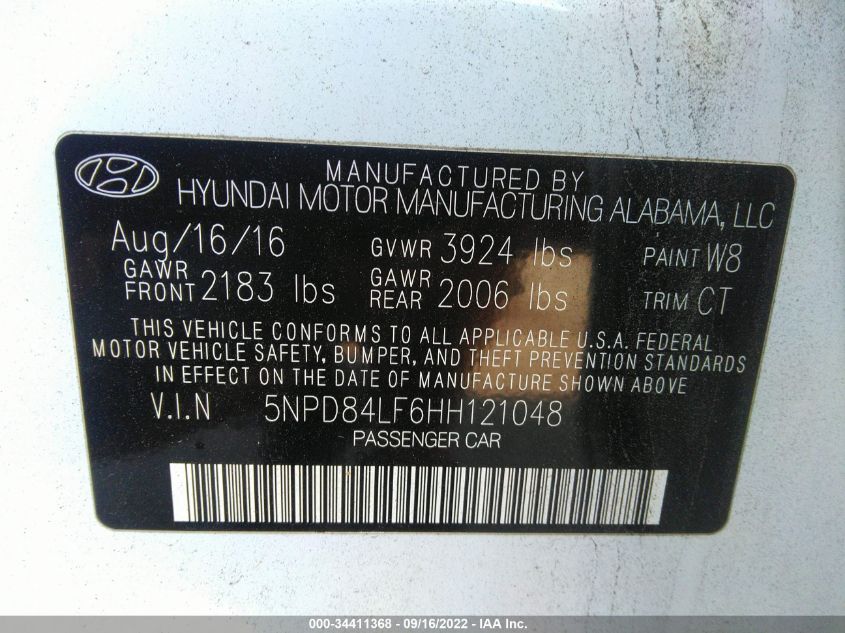 MANUFACTURED BY
HYUNDAI MOTOR MANUFACTURING ALABAMA, LLC
Aug/16/16 GVWR 3924 lbs PAINT W8
GAWR FRONT 2183 lbs GAWR REAR 2006 lbs TRIM CT
THIS VEHICLE CONFORMS TO ALL APPLICABLE U.S.A. FEDERAL
MOTOR VEHICLE SAFETY, BUMPER, AND THEFT PREVENTION STANDARDS
IN EFFECT ON THE DATE OF MANUFACTURE SHOWN ABOVE
V.I.N 5NPD84LF6HH121048
PASSENGER CAR
000-34411368 - 09/16/2022 - IAA Inc.